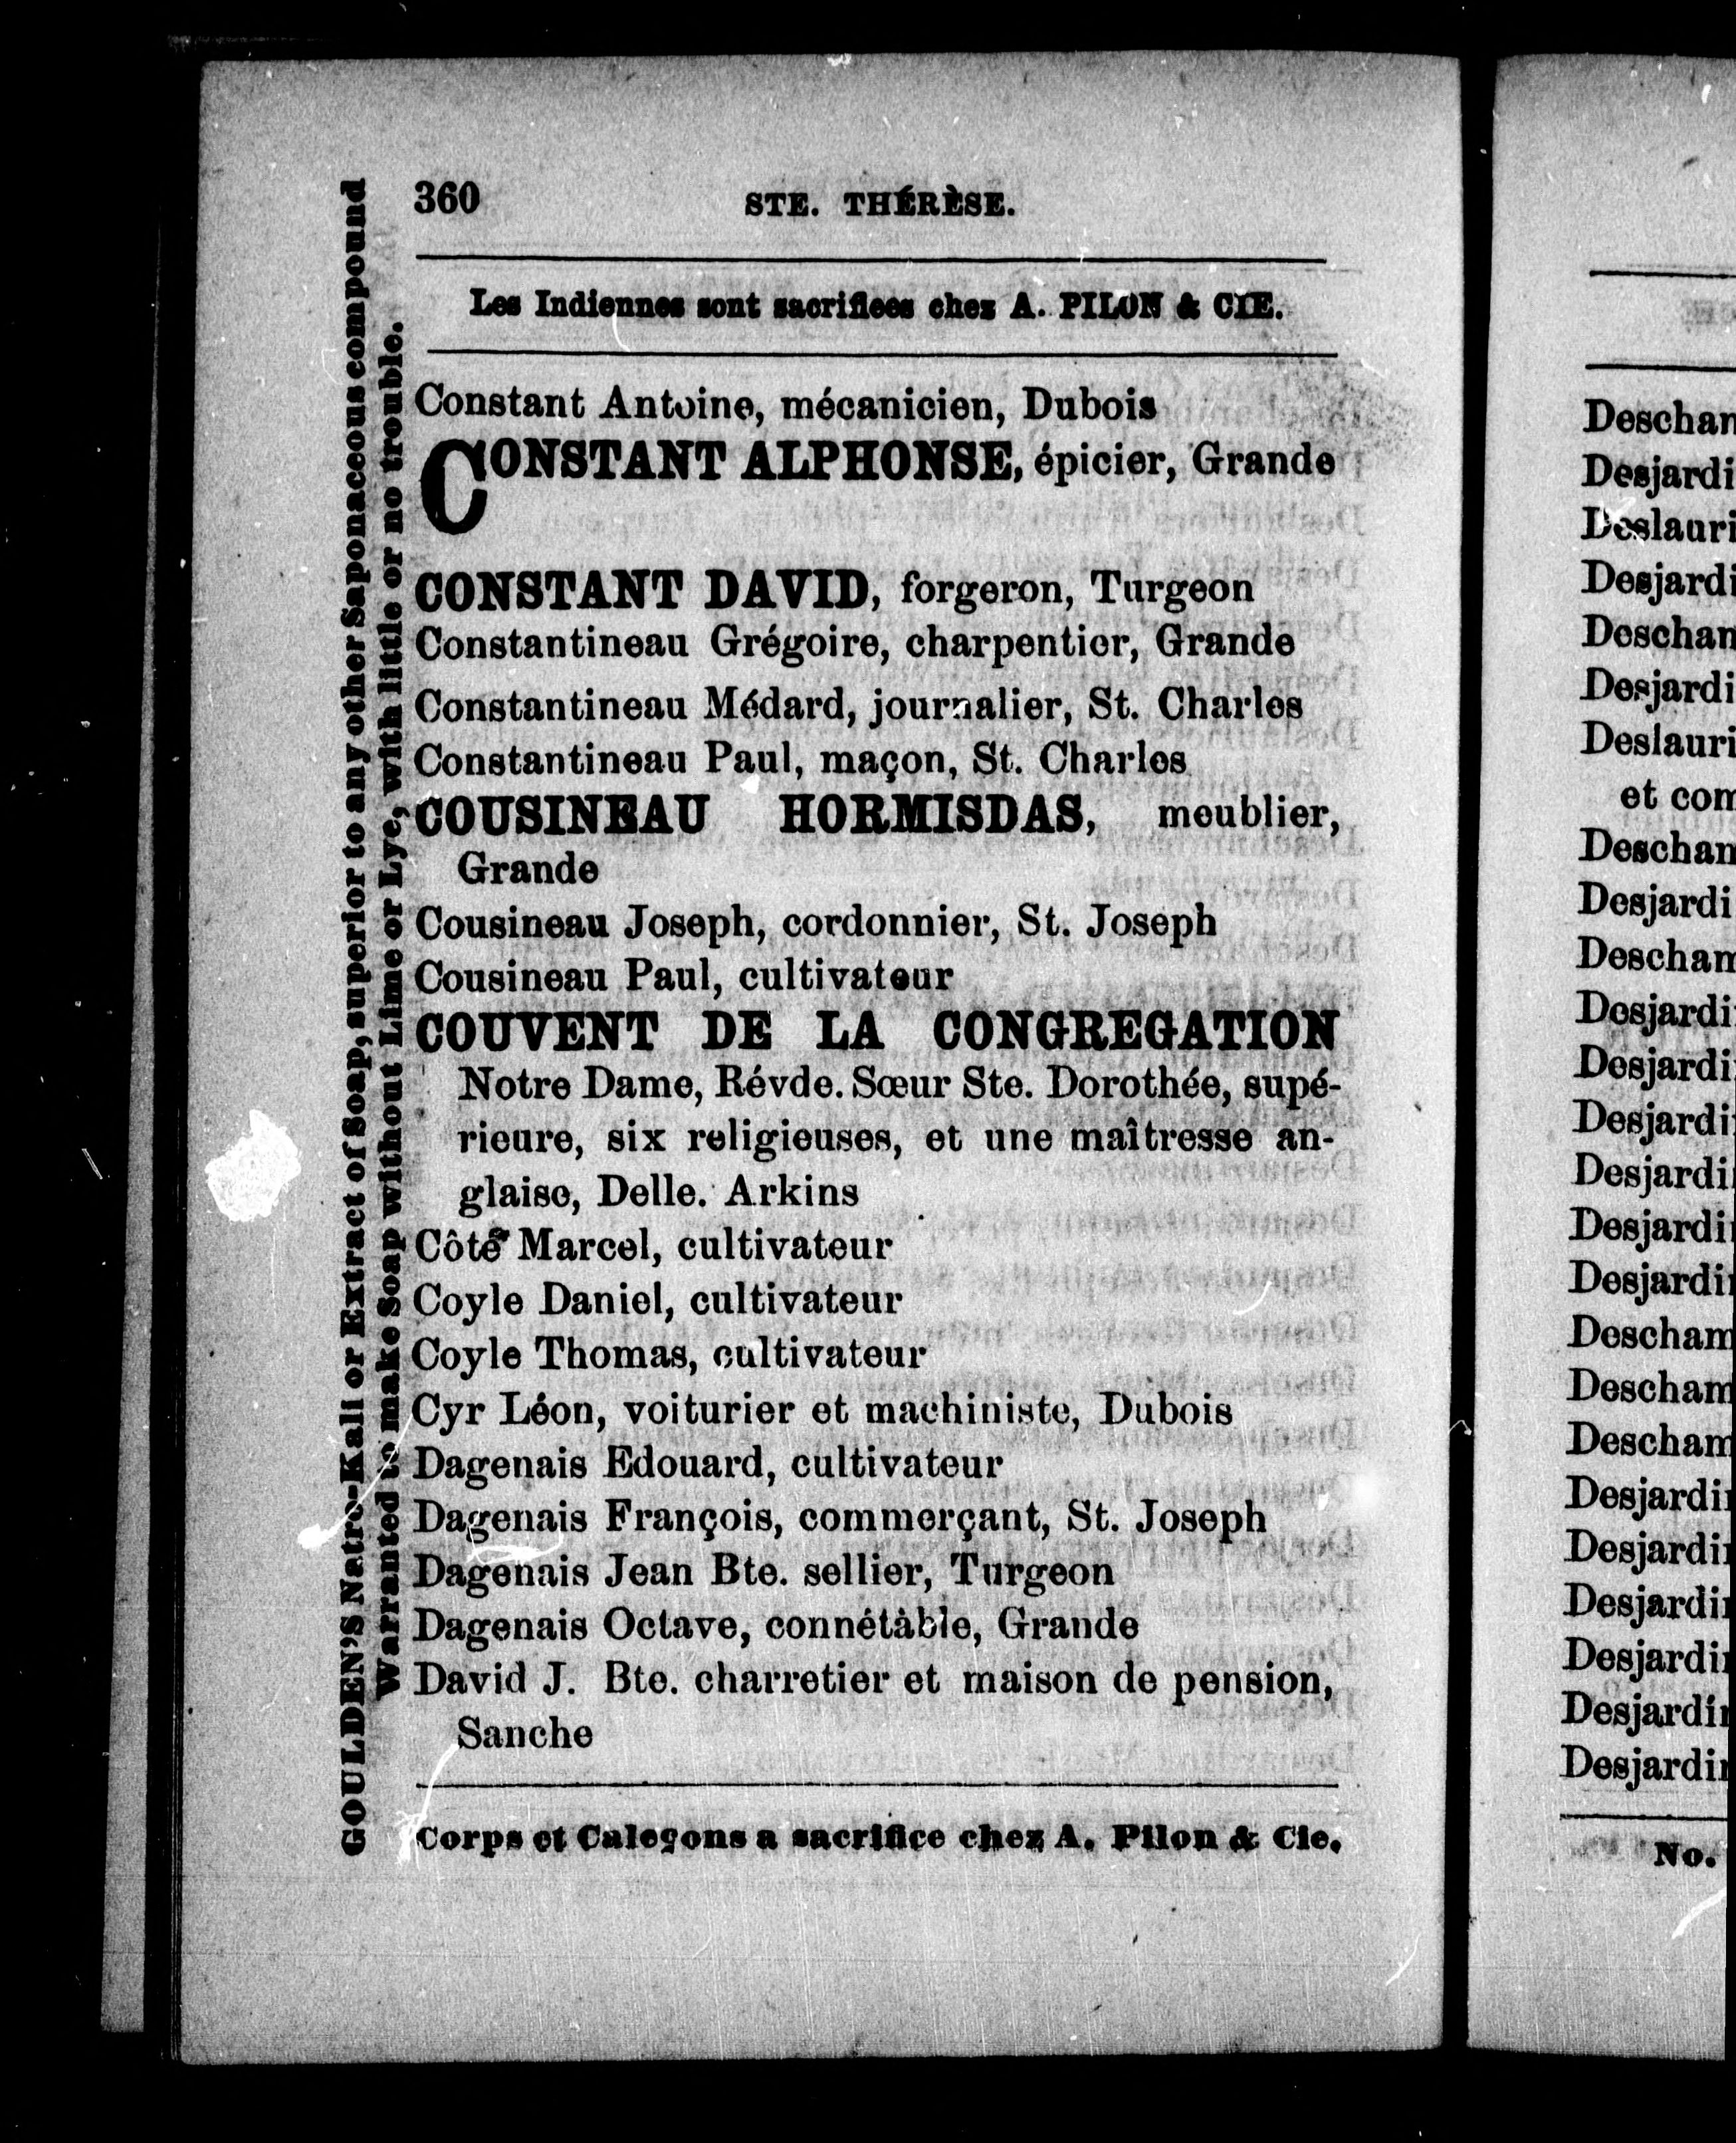 360
STE. THÉRÈSE.
Les Indiennes sont sacrifiees chez A. PILON & CIE.
Constant Antoine, mécanicien, Dubois
CONSTANT ALPHONSE, épicier, Grande
CONSTANT DAVID, forgeron, Turgeon
Constantineau Grégoire, charpentier, Grande
Constantineau Médard, journalier, St. Charles
Constantineau Paul, maçon, St. Charles
COUSINEAU HORMISDAS, meublier,
Grande
Cousineau Joseph, cordonnier, St. Joseph
Cousineau Paul, cultivateur
COUVENT DE LA CONGREGATION
Notre Dame, Révde. Sœur Ste. Dorothée, supé-
rieure, six religieuses, et une maîtresse an-
glaise, Delle. Arkins
Côté Marcel, cultivateur
Coyle Daniel, cultivateur
Coyle Thomas, cultivateur
Cyr Léon, voiturier et machiniste, Dubois
Dagenais Edouard, cultivateur
Dagenais François, commerçant, St. Joseph
Dagenais Jean Bte. sellier, Turgeon
Dagenais Octave, connétàble, Grande
David J. Bte. charretier et maison de pension,
Sanche
Corps et Caleçons a sacrifice chez A. Pilon & Cie.
GOULDEN'S Natro-Kali or Extract of Soap, superior to any other Saponaceous compound
Warranted to make Soap without Lime or Lye, with little or no trouble.
Descham
Desjardi
Deslauri
Desjardi
Descham
Desjardi
Deslauri
et com
Descham
Desjardi
Descham
Desjardi
Desjardi
Desjardi
Desjardi
Desjardi
Desjardi
Descham
Descham
Descham
Desjardi
Desjardi
Desjardi
Desjardi
Desjardi
Desjardi
No.